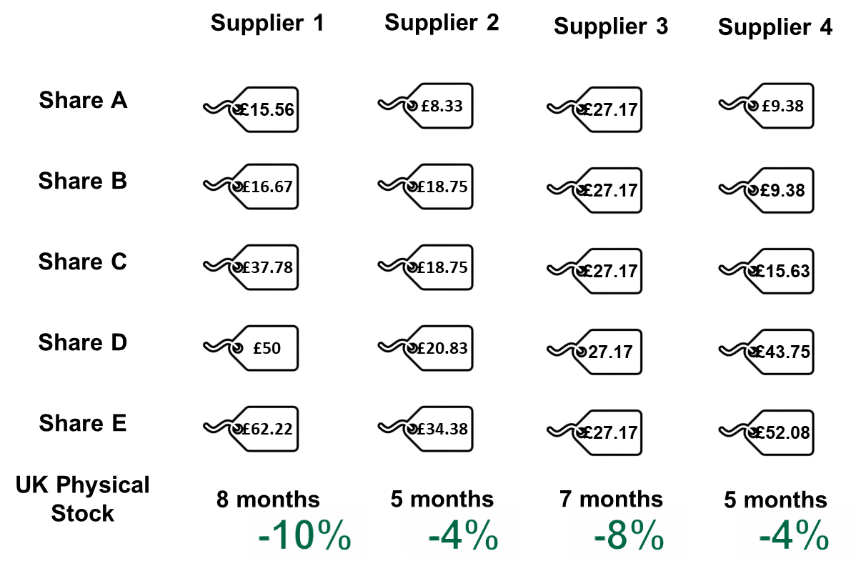 Supplier 1 Supplier 2 Supplier 3 Supplier 4
Share A £15.56 £8.33 £27.17 £9.38
Share B £16.67 £18.75 £27.17 £9.38
Share C £37.78 £18.75 £27.17 £15.63
Share D £50 £20.83 27.17 £43.75
Share E £62.22 £34.38 £27.17 £52.08
UK Physical
Stock
8 months 5 months 7 months 5 months
-10% -4% -8% -4%